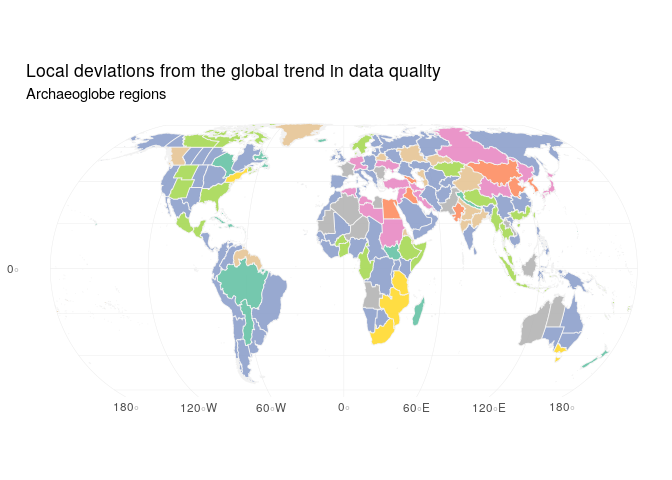 Local deviations from the global trend in data quality
Archaeoglobe regions
0°
180° 120°W 60°W 0° 60°E 120°E 180°